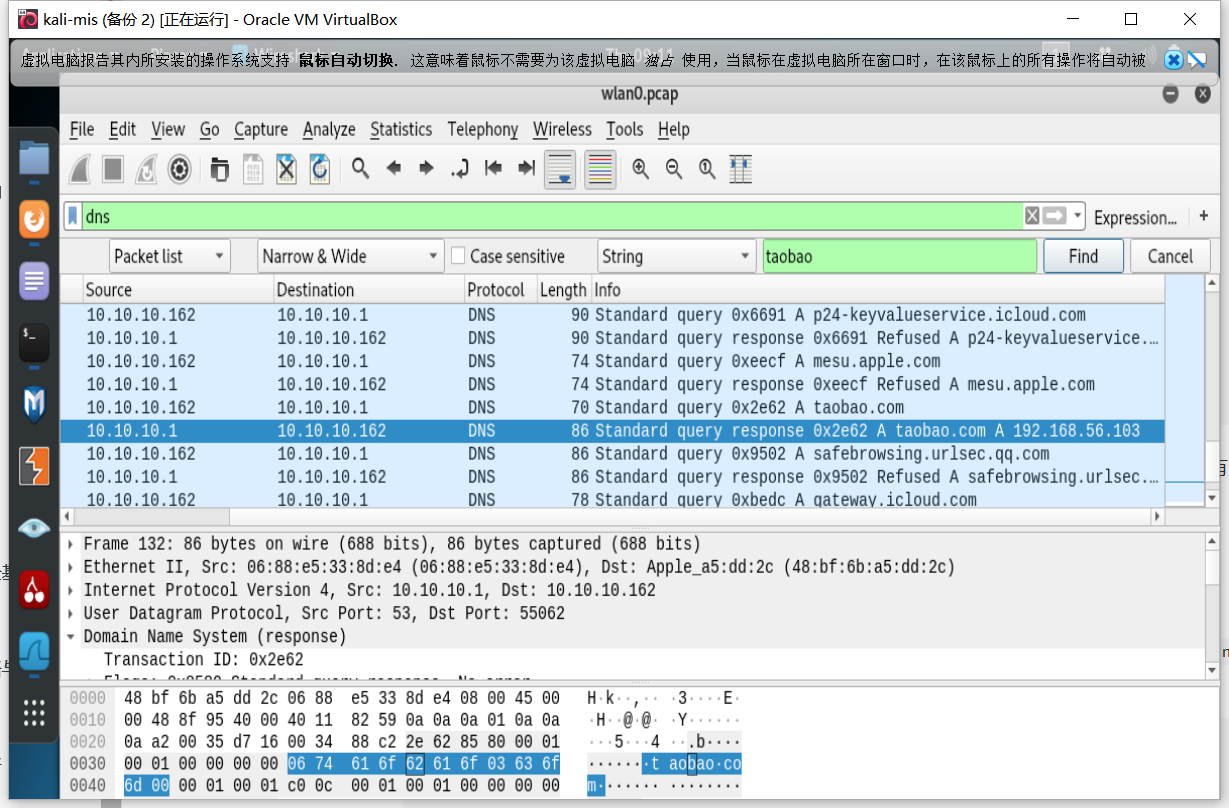 kali-mis (备份 2) [正在运行] - Oracle VM VirtualBox
虚拟电脑报告其内所安装的操作系统支持 鼠标自动切换. 这意味着鼠标不需要为该虚拟电脑 独占 使用，当鼠标在虚拟电脑所在窗口时，在该鼠标上的所有操作将自动被
wlan0.pcap
File Edit View Go Capture Analyze Statistics Telephony Wireless Tools Help
dns Expression... +
Packet list Narrow & Wide Case sensitive String taobao Find Cancel
Source Destination Protocol Length Info
10.10.10.162 10.10.10.1 DNS 90 Standard query 0x6691 A p24-keyvalueservice.icloud.com
10.10.10.1 10.10.10.162 DNS 90 Standard query response 0x6691 Refused A p24-keyvalueservice.…
10.10.10.162 10.10.10.1 DNS 74 Standard query 0xeecf A mesu.apple.com
10.10.10.1 10.10.10.162 DNS 74 Standard query response 0xeecf Refused A mesu.apple.com
10.10.10.162 10.10.10.1 DNS 70 Standard query 0x2e62 A taobao.com
10.10.10.1 10.10.10.162 DNS 86 Standard query response 0x2e62 A taobao.com A 192.168.56.103
10.10.10.162 10.10.10.1 DNS 86 Standard query 0x9502 A safebrowsing.urlsec.qq.com
10.10.10.1 10.10.10.162 DNS 86 Standard query response 0x9502 Refused A safebrowsing.urlsec.…
10.10.10.162 10.10.10.1 DNS 78 Standard query 0xbedc A gateway.icloud.com
Frame 132: 86 bytes on wire (688 bits), 86 bytes captured (688 bits)
Ethernet II, Src: 06:88:e5:33:8d:e4 (06:88:e5:33:8d:e4), Dst: Apple_a5:dd:2c (48:bf:6b:a5:dd:2c)
Internet Protocol Version 4, Src: 10.10.10.1, Dst: 10.10.10.162
User Datagram Protocol, Src Port: 53, Dst Port: 55062
Domain Name System (response)
Transaction ID: 0x2e62
0000 48 bf 6b a5 dd 2c 06 88 e5 33 8d e4 08 00 45 00 H·k··,·· ·3····E·
0010 00 48 8f 95 40 00 40 11 82 59 0a 0a 0a 01 0a 0a ·H··@·@· ·Y······
0020 0a a2 00 35 d7 16 00 34 88 c2 2e 62 85 80 00 01 ···5···4 ··.b····
0030 00 01 00 00 00 00 06 74 61 6f 62 61 6f 03 63 6f ·······t aobao·co
0040 6d 00 00 01 00 01 c0 0c 00 01 00 01 00 00 00 00 m······· ········